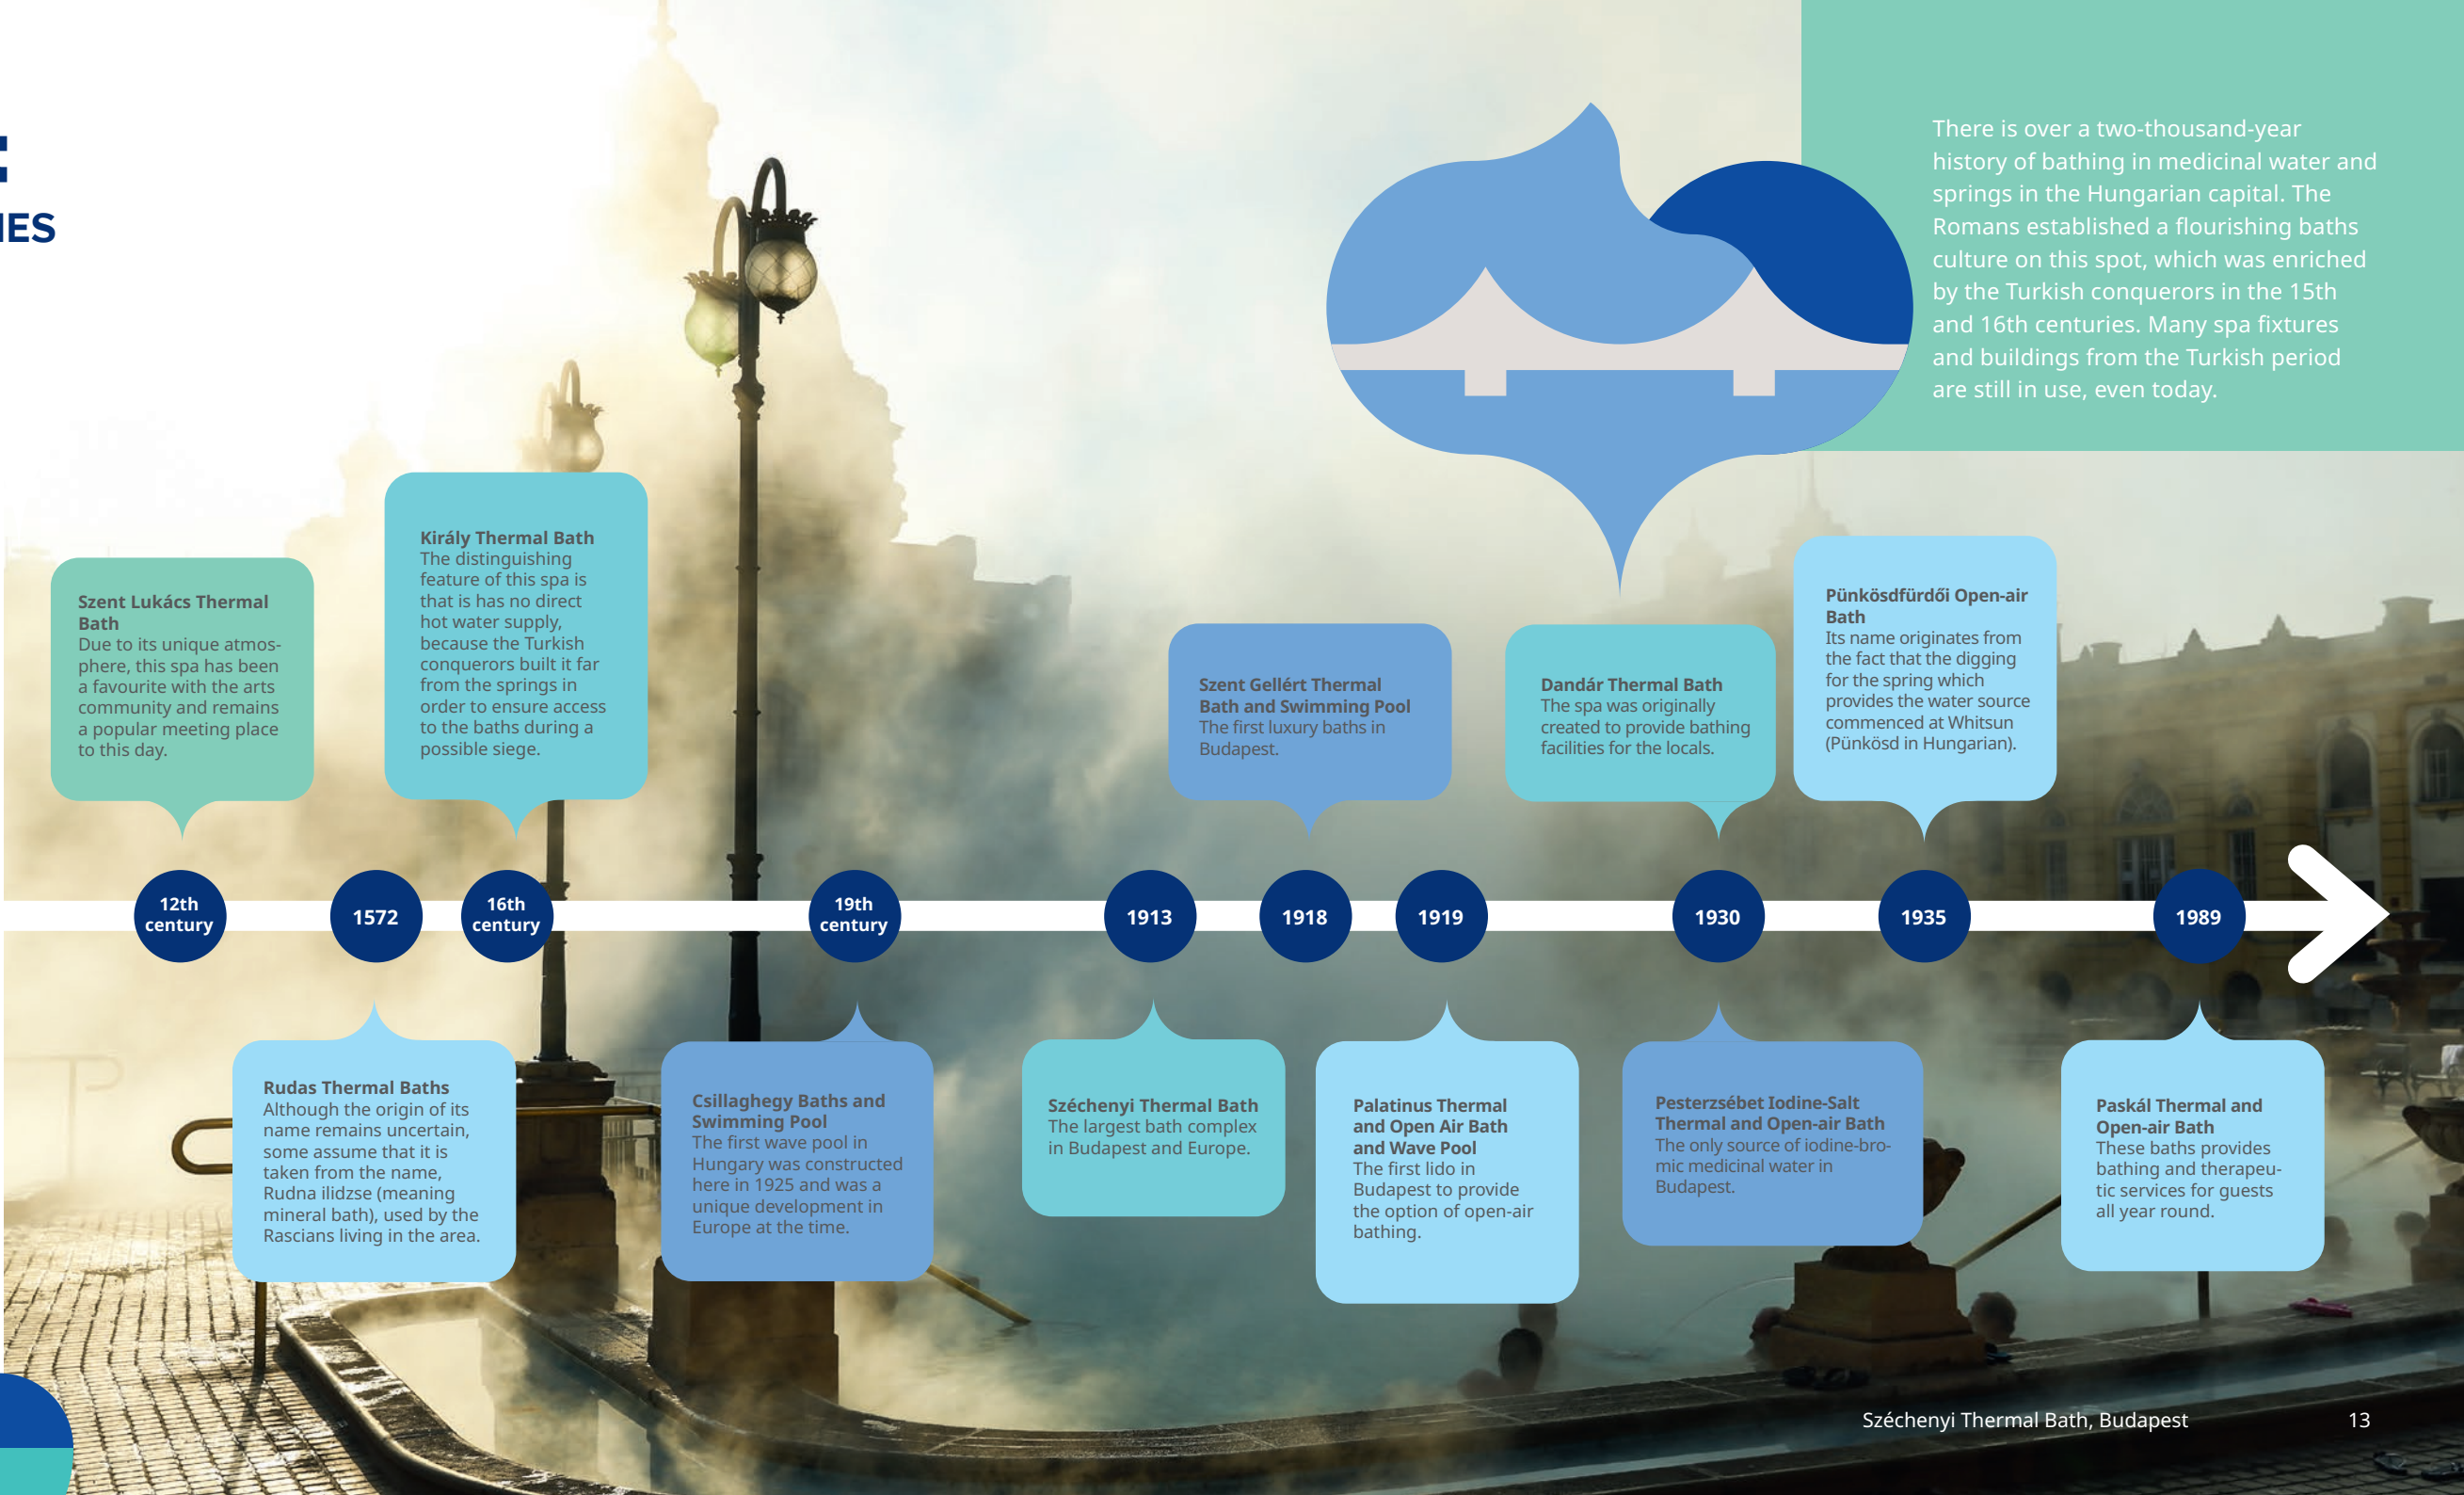 :
IES
There is over a two-thousand-year
history of bathing in medicinal water and
springs in the Hungarian capital. The
Romans established a flourishing baths
culture on this spot, which was enriched
by the Turkish conquerors in the 15th
and 16th centuries. Many spa fixtures
and buildings from the Turkish period
are still in use, even today.
Szent Lukács Thermal
Bath
Due to its unique atmos-
phere, this spa has been
a favourite with the arts
community and remains
a popular meeting place
to this day.
Király Thermal Bath
The distinguishing
feature of this spa is
that is has no direct
hot water supply,
because the Turkish
conquerors built it far
from the springs in
order to ensure access
to the baths during a
possible siege.
Szent Gellért Thermal
Bath and Swimming Pool
The first luxury baths in
Budapest.
Dandár Thermal Bath
The spa was originally
created to provide bathing
facilities for the locals.
Pünkösdfürdői Open-air
Bath
Its name originates from
the fact that the digging
for the spring which
provides the water source
commenced at Whitsun
(Pünkösd in Hungarian).
12th
century
1572
16th
century
19th
century
1913
1918
1919
1930
1935
1989
Rudas Thermal Baths
Although the origin of its
name remains uncertain,
some assume that it is
taken from the name,
Rudna ilidzse (meaning
mineral bath), used by the
Rascians living in the area.
Csillaghegy Baths and
Swimming Pool
The first wave pool in
Hungary was constructed
here in 1925 and was a
unique development in
Europe at the time.
Széchenyi Thermal Bath
The largest bath complex
in Budapest and Europe.
Palatinus Thermal
and Open Air Bath
and Wave Pool
The first lido in
Budapest to provide
the option of open-air
bathing.
Pesterzsébet Iodine-Salt
Thermal and Open-air Bath
The only source of iodine-bro-
mic medicinal water in
Budapest.
Paskál Thermal and
Open-air Bath
These baths provides
bathing and therapeu-
tic services for guests
all year round.
Széchenyi Thermal Bath, Budapest
13